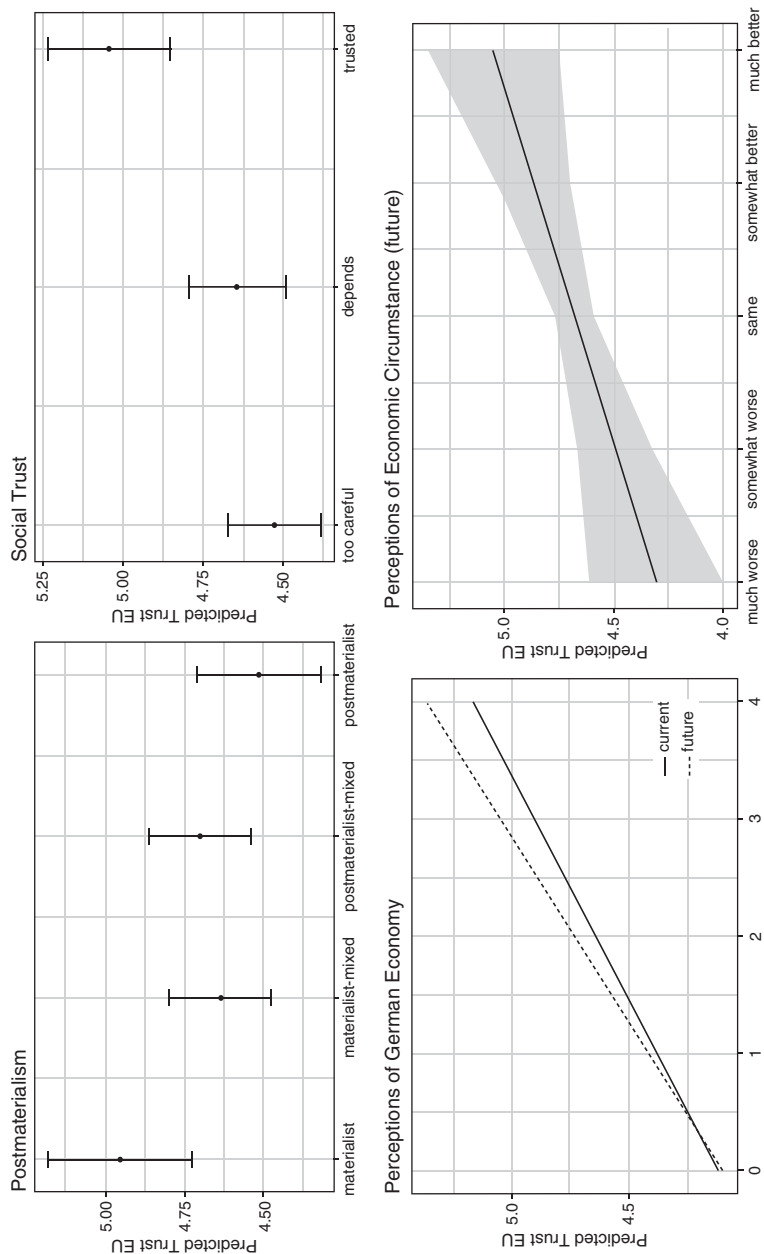 Postmaterialism
Predicted Trust EU
5.00
4.75
4.50
materialist
materialist-mixed
postmaterialist-mixed
postmaterialist
Social Trust
Predicted Trust EU
5.25
5.00
4.75
4.50
too careful
depends
trusted
Perceptions of German Economy
Predicted Trust EU
5.0
4.5
0
1
2
3
4
current
future
Perceptions of Economic Circumstance (future)
Predicted Trust EU
5.0
4.5
4.0
much worse
somewhat worse
same
somewhat better
much better